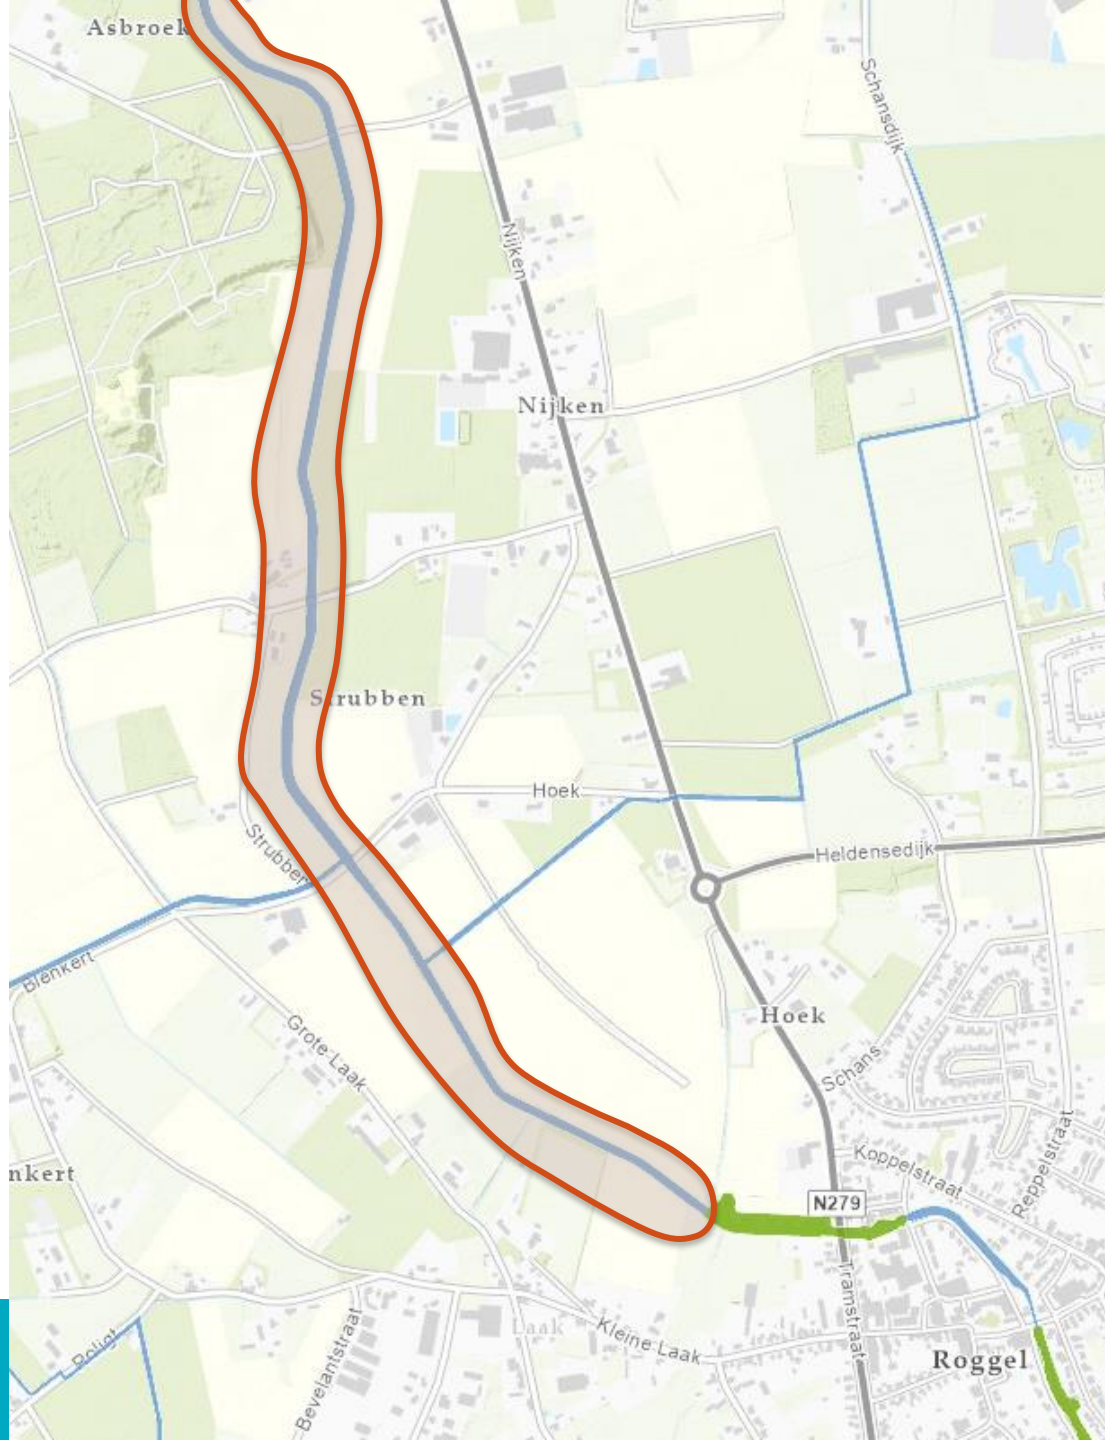 Asbroek
Schansdijk
Nijken
Nijken
Strubben
Hoek
Strubben
Heldensedijk
Blenkert
Hoek
Grote Laak
Schans
Koppelstraat
Reppelstraat
nkert
N279
Tramstraat
Laak
Kleine Laak
Bevelantstraat
Roligt
Roggel